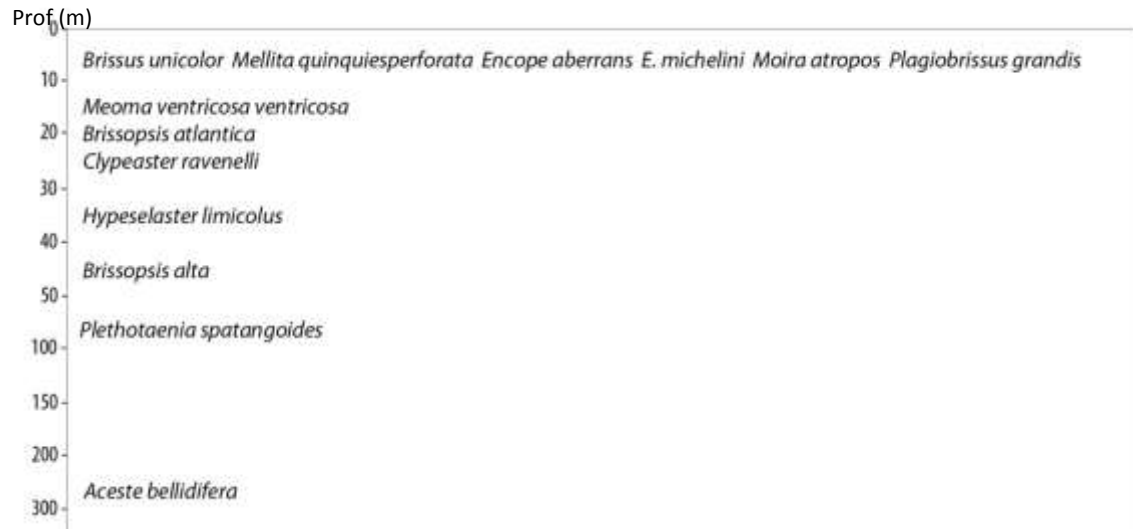 Prof (m)
0
Brissus unicolor Mellita quinquiesperforata Encope aberrans E. michelini Moira atropos Plagiobrissus grandis
10
Meoma ventricosa ventricosa
20
Brissopsis atlantica
Clypeaster ravenelli
30
Hypeselaster limicolus
40
Brissopsis alta
50
Plethotaenia spatangoides
100
150
200
Aceste bellidifera
300